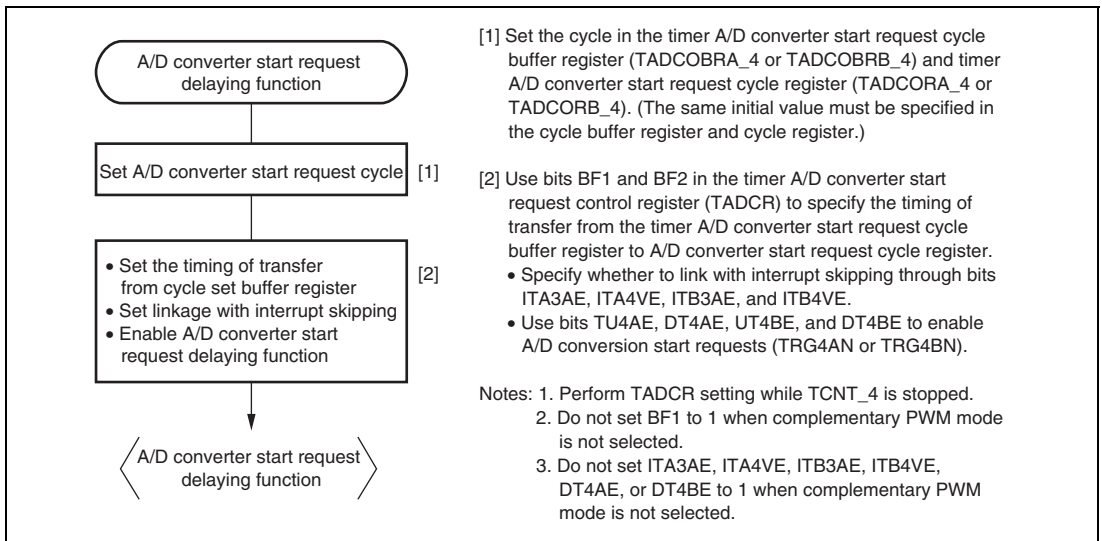 A/D converter start request
delaying function
Set A/D converter start request cycle
[1]
• Set the timing of transfer
from cycle set buffer register
• Set linkage with interrupt skipping
• Enable A/D converter start
request delaying function
[2]
A/D converter start request
delaying function
[1] Set the cycle in the timer A/D converter start request cycle
buffer register (TADCOBRA_4 or TADCOBRB_4) and timer
A/D converter start request cycle register (TADCORA_4 or
TADCORB_4). (The same initial value must be specified in
the cycle buffer register and cycle register.)
[2] Use bits BF1 and BF2 in the timer A/D converter start
request control register (TADCR) to specify the timing of
transfer from the timer A/D converter start request cycle
buffer register to A/D converter start request cycle register.
• Specify whether to link with interrupt skipping through bits
ITA3AE, ITA4VE, ITB3AE, and ITB4VE.
• Use bits TU4AE, DT4AE, UT4BE, and DT4BE to enable
A/D conversion start requests (TRG4AN or TRG4BN).
Notes: 1. Perform TADCR setting while TCNT_4 is stopped.
2. Do not set BF1 to 1 when complementary PWM mode
is not selected.
3. Do not set ITA3AE, ITA4VE, ITB3AE, ITB4VE,
DT4AE, or DT4BE to 1 when complementary PWM
mode is not selected.